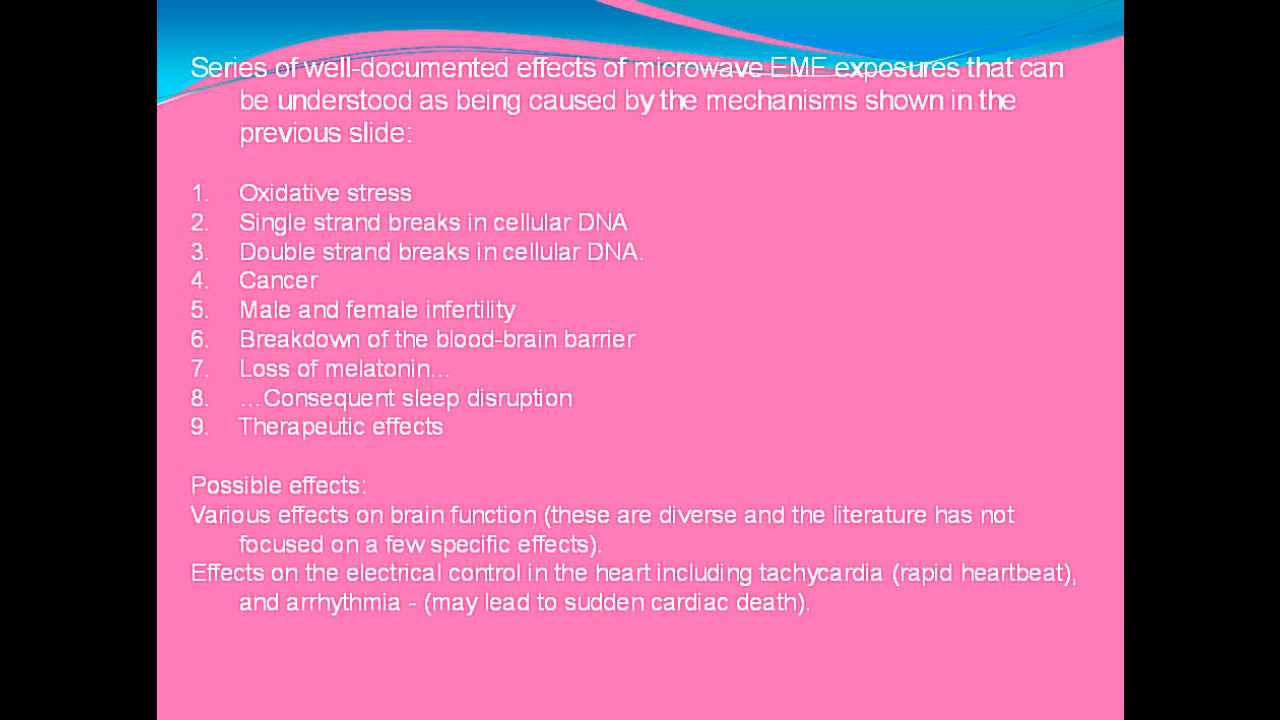 Series of well-documented effects of microwave EMF exposures that can
be understood as being caused by the mechanisms shown in the
previous slide:
1. Oxidative stress
2. Single strand breaks in cellular DNA
3. Double strand breaks in cellular DNA.
4. Cancer
5. Male and female infertility
6. Breakdown of the blood-brain barrier
7. Loss of melatonin...
8. ...Consequent sleep disruption
9. Therapeutic effects
Possible effects:
Various effects on brain function (these are diverse and the literature has not
focused on a few specific effects).
Effects on the electrical control in the heart including tachycardia (rapid heartbeat),
and arrhythmia - (may lead to sudden cardiac death).